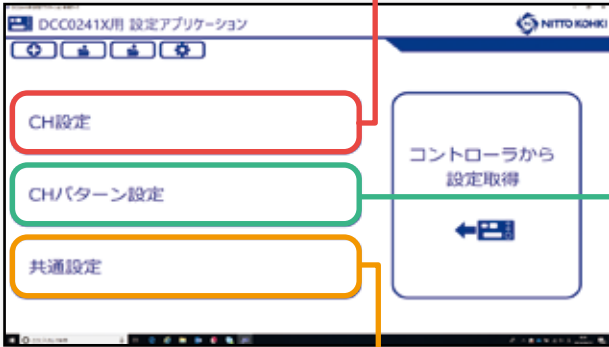 DCC0241X用 設定アプリケーション
NITTO KOHKI
CH設定
CHパターン設定
共通設定
コントローラから
設定取得